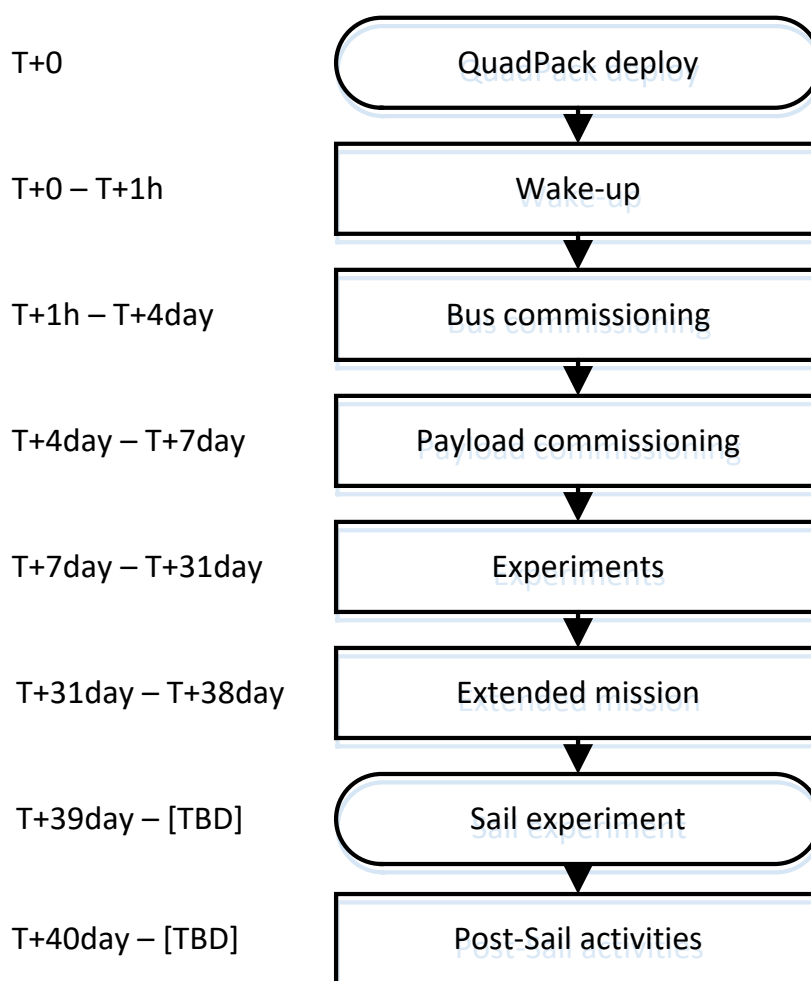 T+0 QuadPack deploy
T+0 – T+1h Wake-up
T+1h – T+4day Bus commissioning
T+4day – T+7day Payload commissioning
T+7day – T+31day Experiments
T+31day – T+38day Extended mission
T+39day – [TBD] Sail experiment
T+40day – [TBD] Post-Sail activities